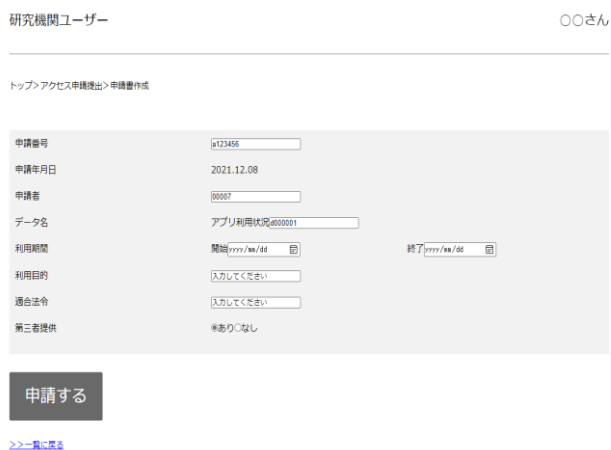 研究機関ユーザー ○○さん
トップ>アクセス申請提出>申請書作成
申請番号 a123456
申請年月日 2021.12.08
申請者 00007
データ名 アプリ利用状況d000001
利用期間 開始yyyy/mm/dd 終了yyyy/mm/dd
利用目的 入力してください
適合法令 入力してください
第三者提供 ◉あり○なし
申請する
>>一覧に戻る